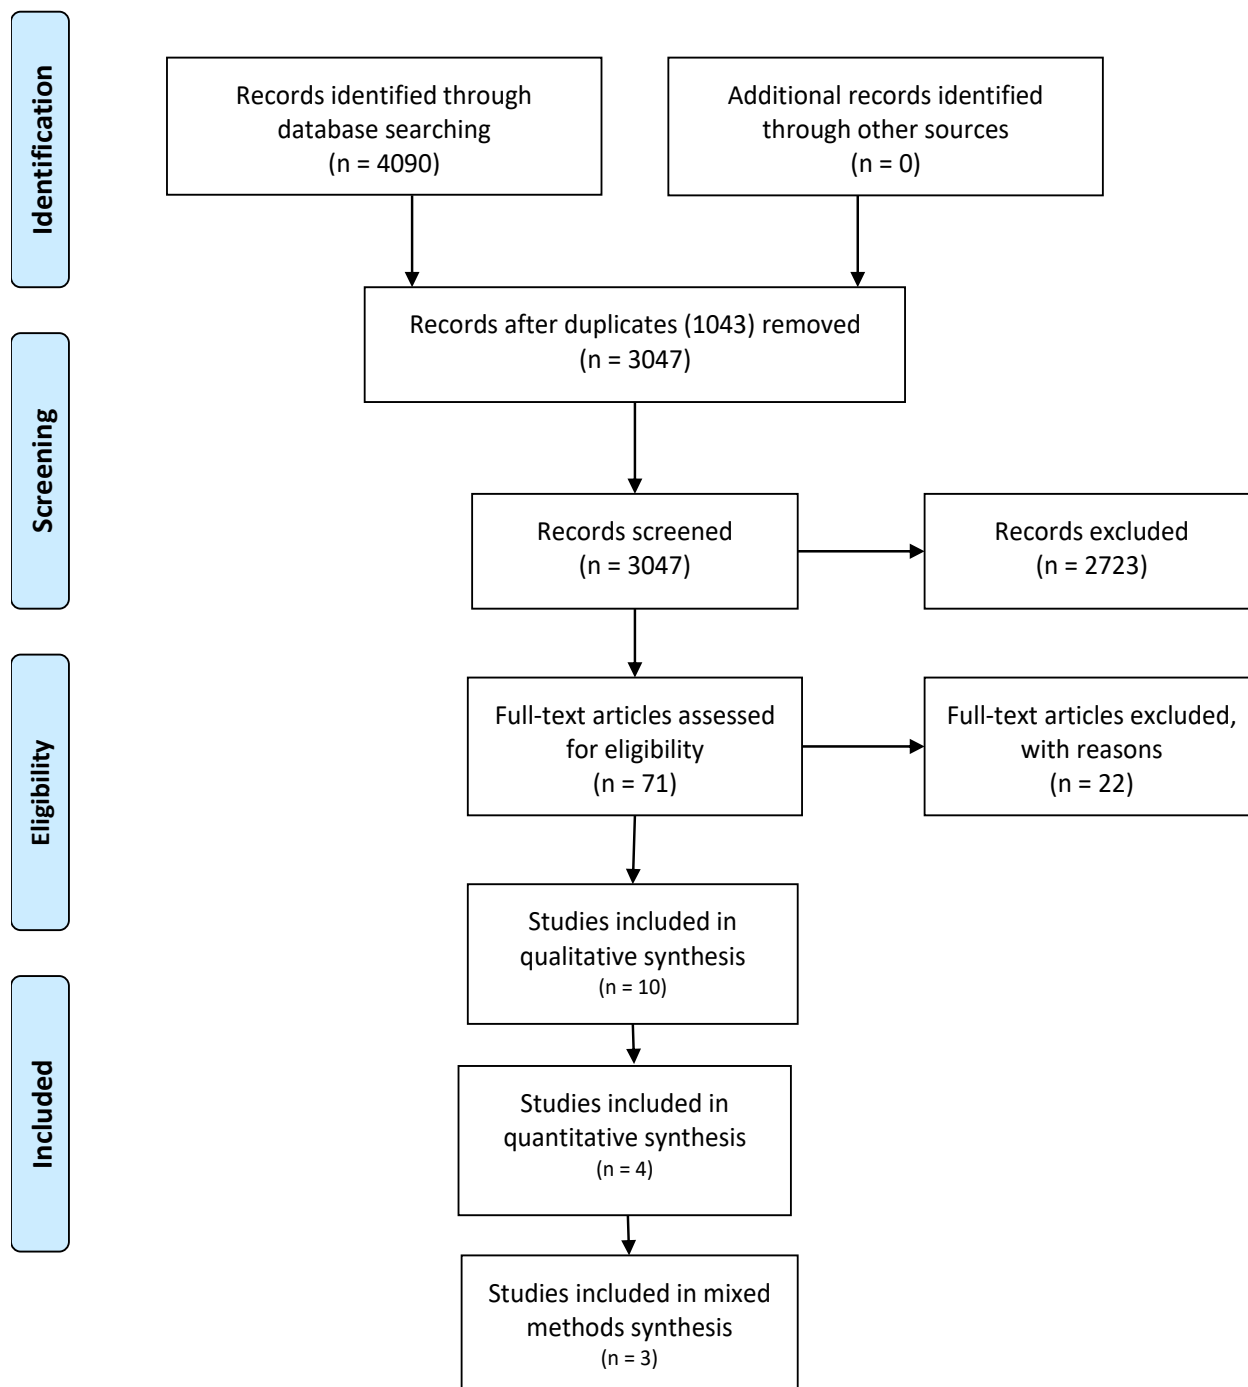 Identification
Records identified through
database searching
(n = 4090)
Additional records identified
through other sources
(n = 0)
Records after duplicates (1043) removed
(n = 3047)
Screening
Records screened
(n = 3047)
Records excluded
(n = 2723)
Eligibility
Full-text articles assessed
for eligibility
(n = 71)
Full-text articles excluded,
with reasons
(n = 22)
Studies included in
qualitative synthesis
(n = 10)
Included
Studies included in
quantitative synthesis
(n = 4)
Studies included in mixed
methods synthesis
(n = 3)